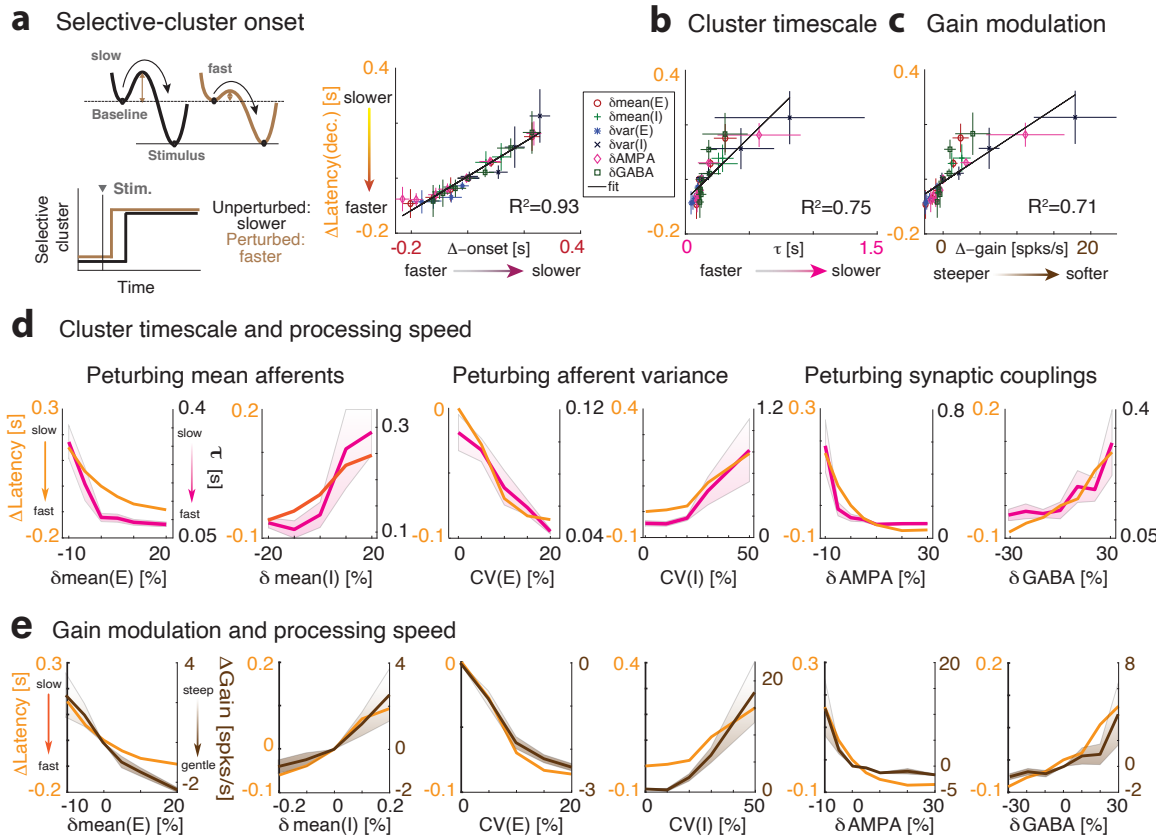 a Selective-cluster onset
slow
fast
Baseline
Stimulus
Stim.
Selective
cluster
Unperturbed:
slower
Perturbed:
faster
Time
ΔLatency(dec.) [s]
0.4
slower
faster
-0.2
R²=0.93
-0.2 Δ-onset [s] 0.4
faster slower
δmean(E)
δmean(I)
δvar(E)
δvar(I)
δAMPA
δGABA
fit
b Cluster timescale
0.4
-0.2
R²=0.75
0 τ [s] 1.5
faster slower
c Gain modulation
0.4
-0.2
R²=0.71
0 Δ-gain [spks/s] 20
steeper softer
d Cluster timescale and processing speed
Peturbing mean afferents
Peturbing afferent variance
Peturbing synaptic couplings
ΔLatency [s]
0.3
slow
fast
-0.2
0.4
slow
fast
0.05
τ [s]
-10 20
δmean(E) [%]
0.2
-0.1
0.3
0.1
-20 20
δ mean(I) [%]
0
-0.1
0.12
0.04
0 20
CV(E) [%]
0.4
-0.1
1.2
0
0 50
CV(I) [%]
0.3
-0.1
0.8
0
-10 30
δ AMPA [%]
0.2
-0.1
0.4
0.05
-30 30
δ GABA [%]
e Gain modulation and processing speed
ΔLatency [s]
0.3
slow
fast
-0.2
4
steep
gentle
-2
ΔGain [spks/s]
-10 0 20
δmean(E) [%]
0.2
0
-0.1
4
0
-2
-0.2 0 0.2
δ mean(I) [%]
0
-0.1
0
-3
0 20
CV(E) [%]
0.4
-0.1
20
0
0 50
CV(I) [%]
0.3
-0.1
20
0
-5
-10 0 30
δ AMPA [%]
0.2
-0.1
8
0
-2
-30 0 30
δ GABA [%]